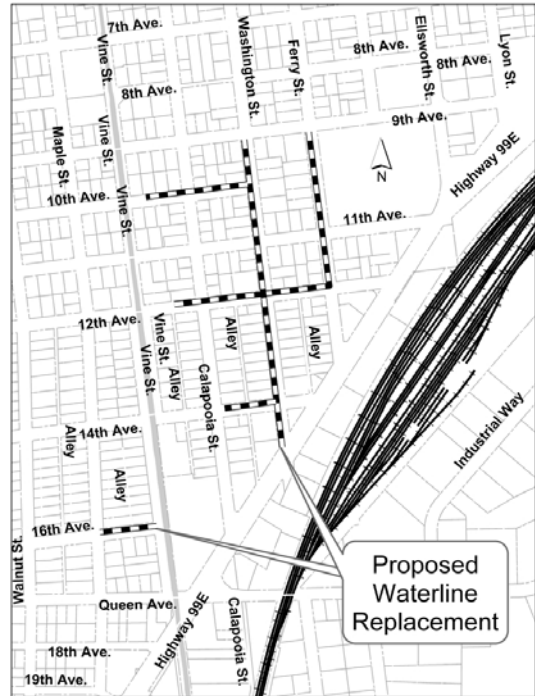 7th Ave.
Vine St.
Washington St.
Ferry St.
Ellsworth St.
Lyon St.
8th Ave.
8th Ave.
8th Ave.
Maple St.
Vine St.
9th Ave.
N
Highway 99E
10th Ave.
Vine St.
11th Ave.
12th Ave.
Vine St.
Vine St.
Alley
Calapooia St.
Alley
Alley
14th Ave.
Alley
Alley
Industrial Way
16th Ave.
Walnut St.
Proposed
Waterline
Replacement
Queen Ave.
Highway 99E
Calapooia St.
18th Ave.
19th Ave.